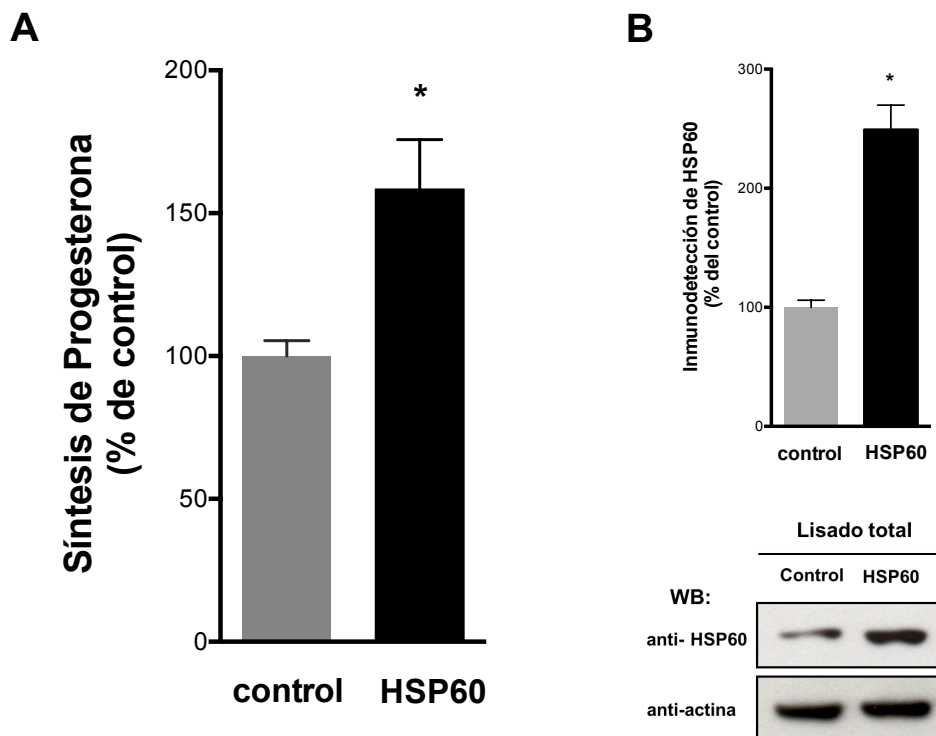 A
Síntesis de Progesterona
(% de control)
200
*
150
100
50
0
control HSP60
B
Inmunodetección de HSP60
(% del control)
300
*
200
100
0
control HSP60
Lisado total
Control HSP60
WB:
anti- HSP60
anti-actina